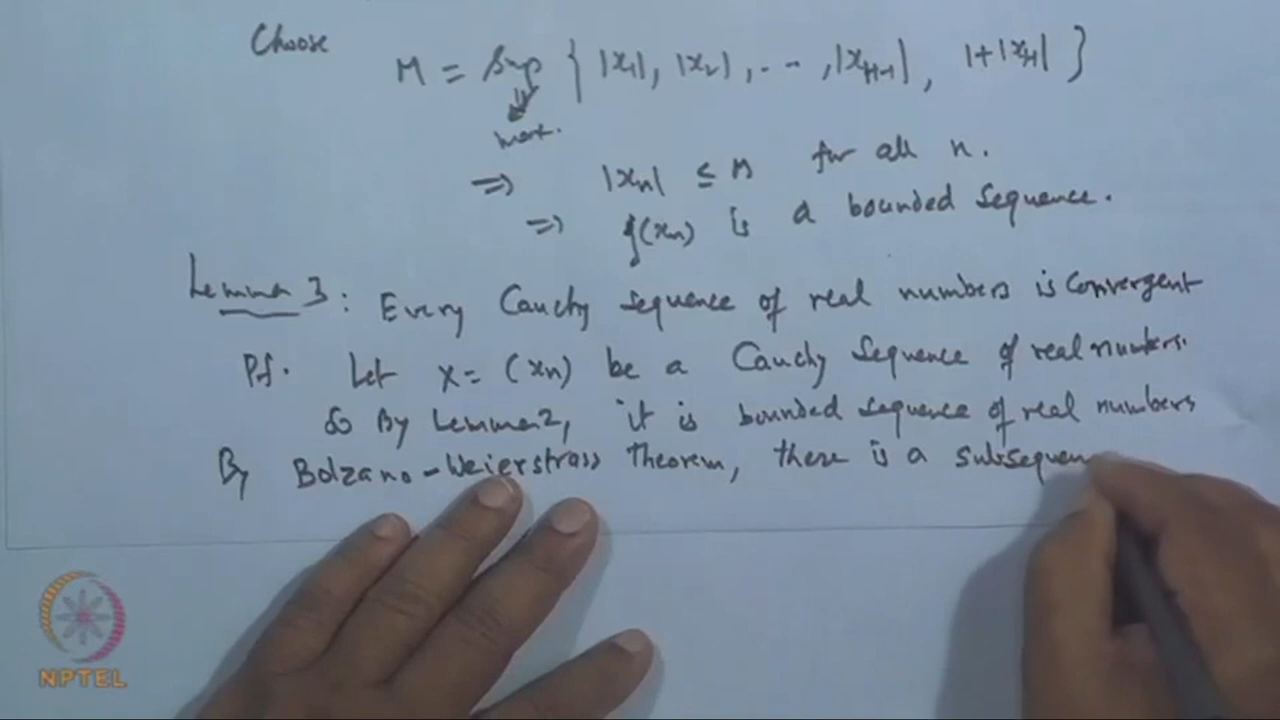 Choose
M = Sup { |x1|, |x2|, . - - , |xH-1|, 1+|xH| }
max.
⇒ |xn| ≤ M for all n.
⇒ (xn) is a bounded sequence.
Lemma 3: Every Cauchy sequence of real numbers is convergent
Pf. Let X = (xn) be a Cauchy sequence of real numbers.
So By Lemma 2, it is bounded sequence of real numbers
By Bolzano-Weierstrass Theorem, there is a subsequen
NPTEL